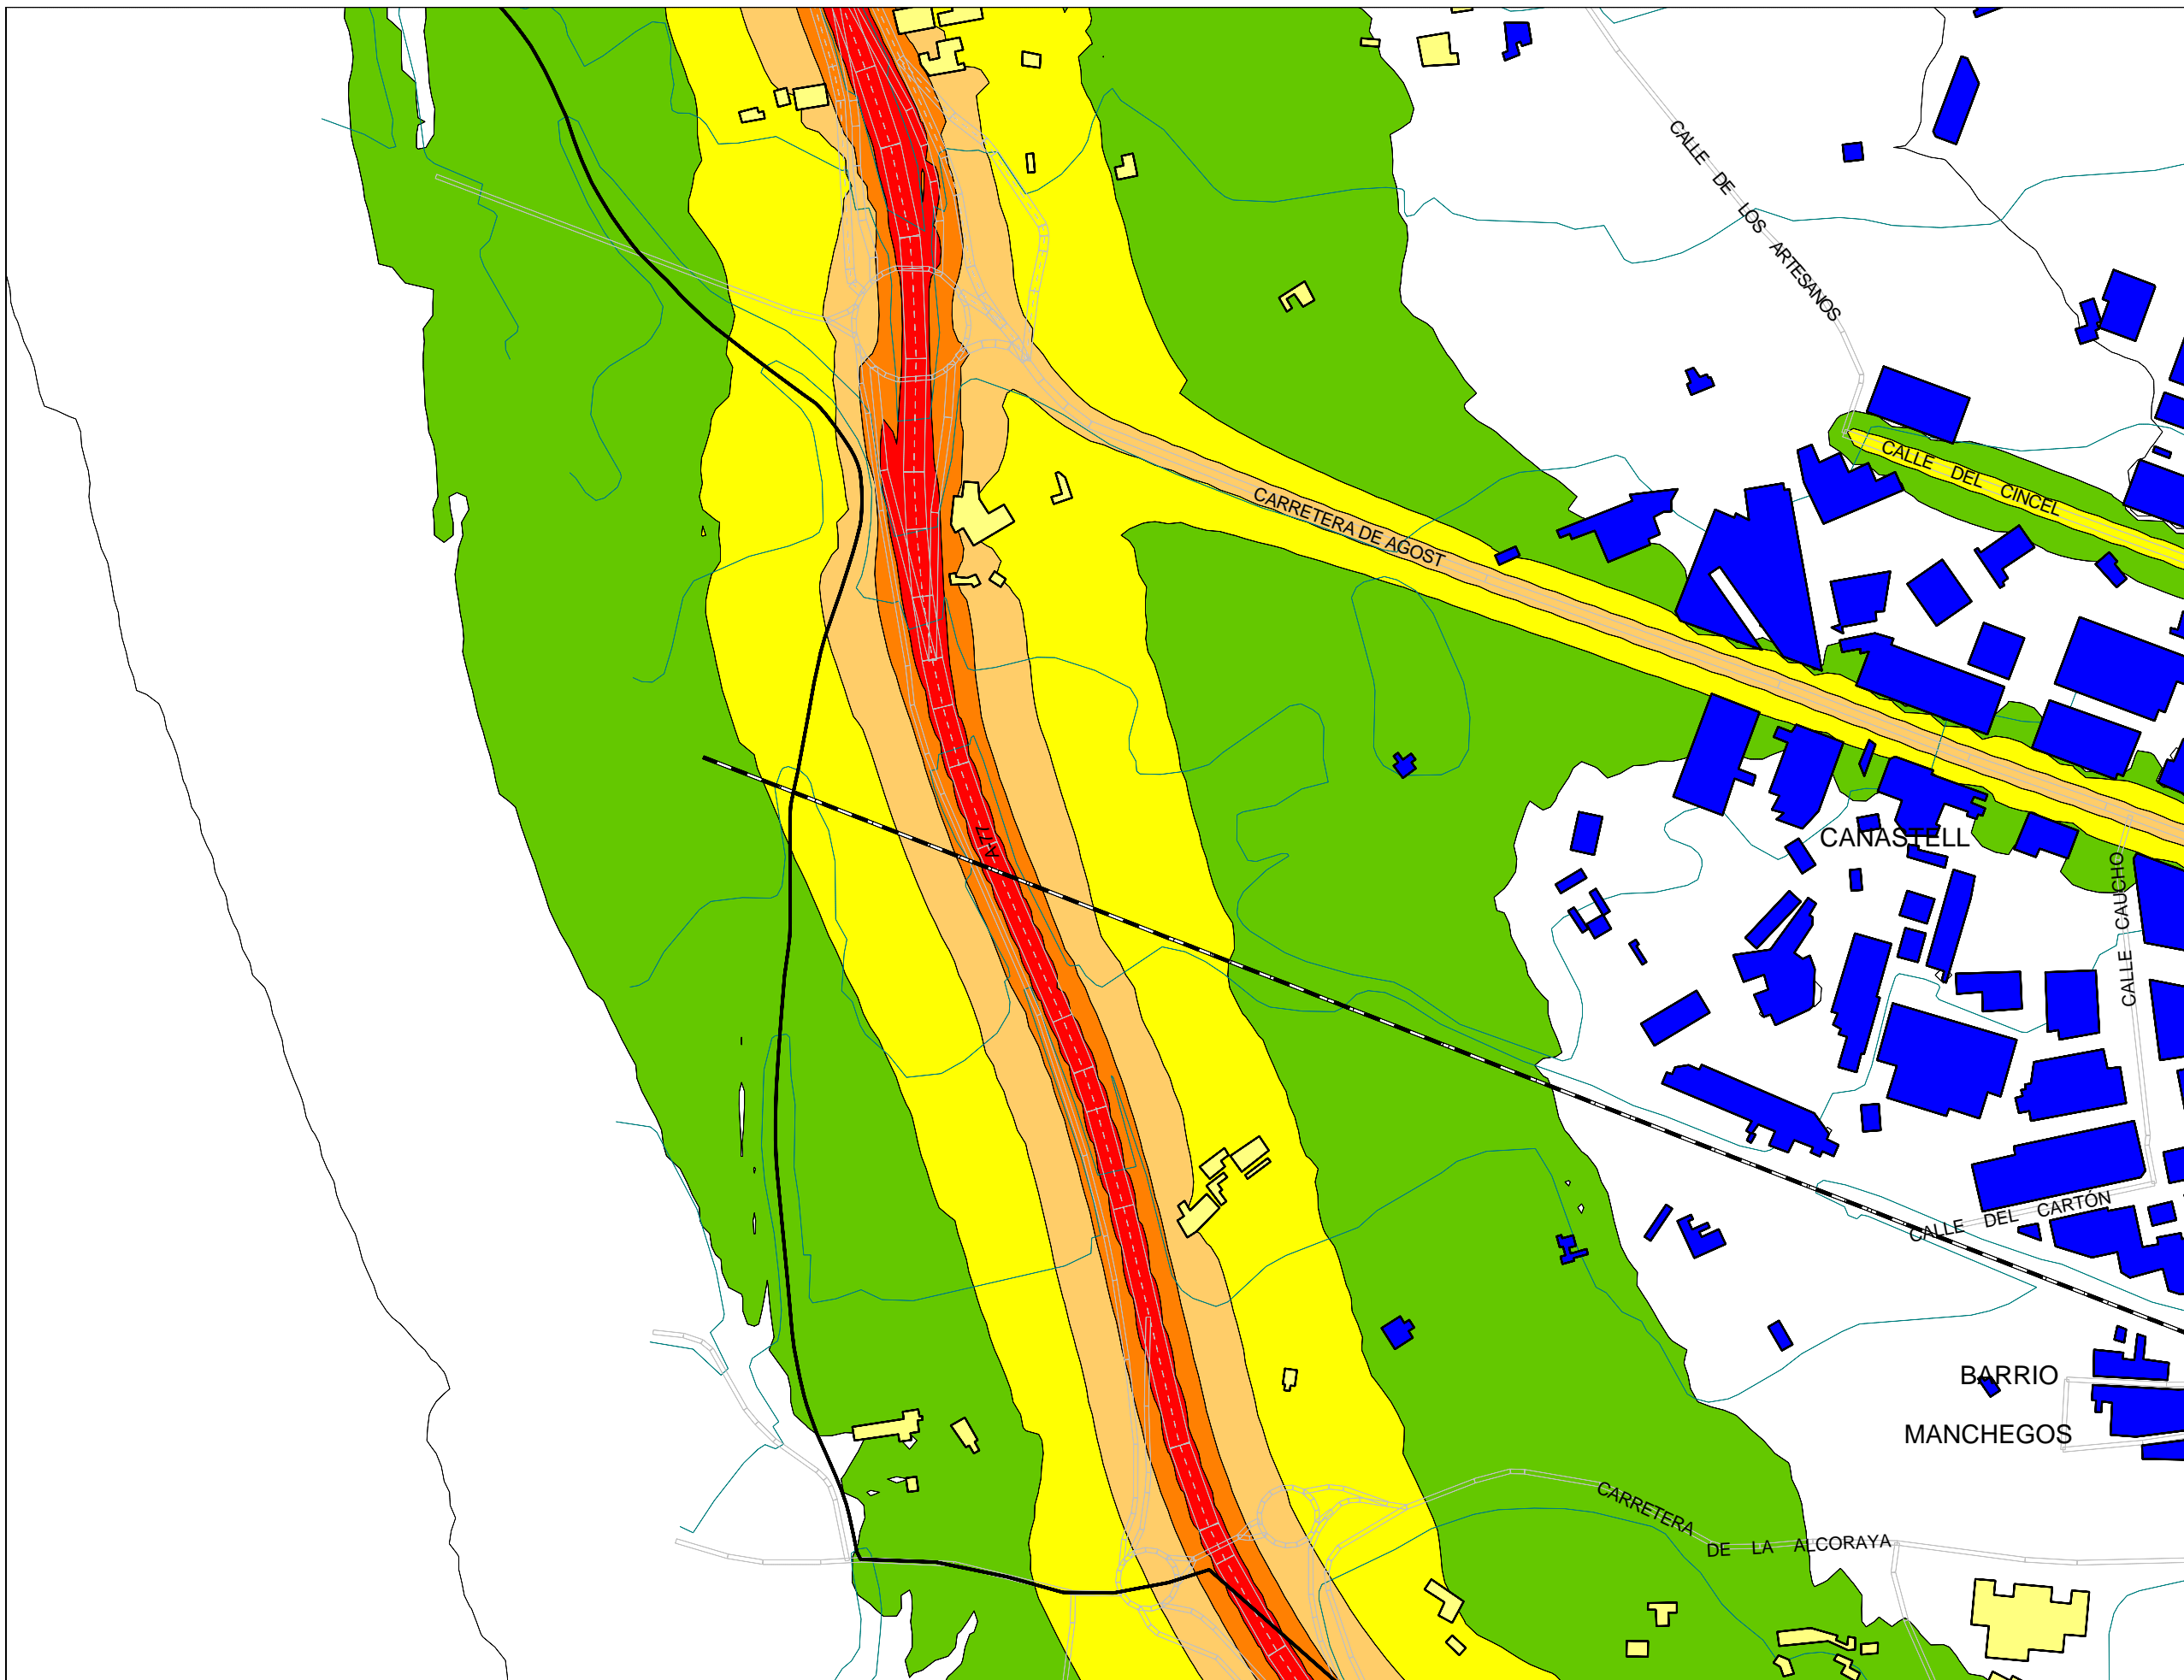 CALLE DE LOS ARTESANOS
CALLE DEL CINCEL
CARRETERA DE AGOST
A77
CANASTELL
CALLE CAUCHO
CALLE DEL CARTÓN
BARRIO
MANCHEGOS
CARRETERA
DE LA ALCORAYA